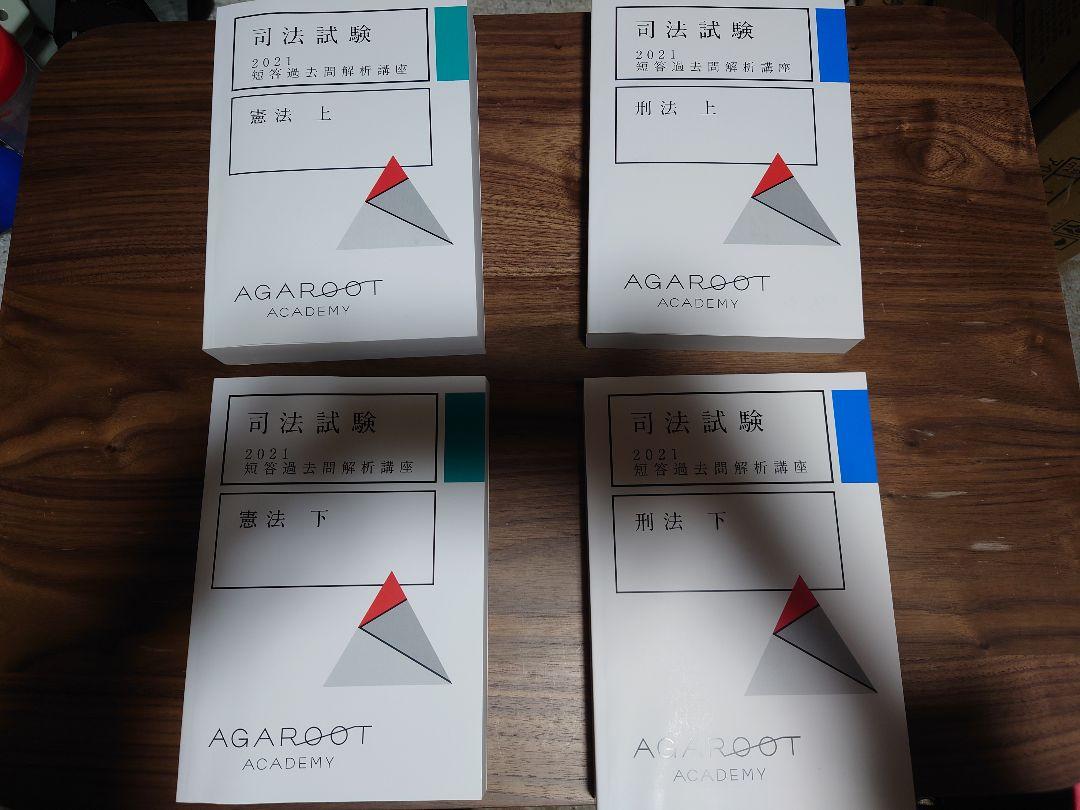 司法試験
2021
短答過去問解析講座
憲法 上
AGAROOT
ACADEMY
司法試験
2021
短答過去問解析講座
刑法 上
AGAROOT
ACADEMY
司法試験
2021
短答過去問解析講座
憲法 下
AGAROOT
ACADEMY
司法試験
2021
短答過去問解析講座
刑法 下
AGAROOT
ACADEMY